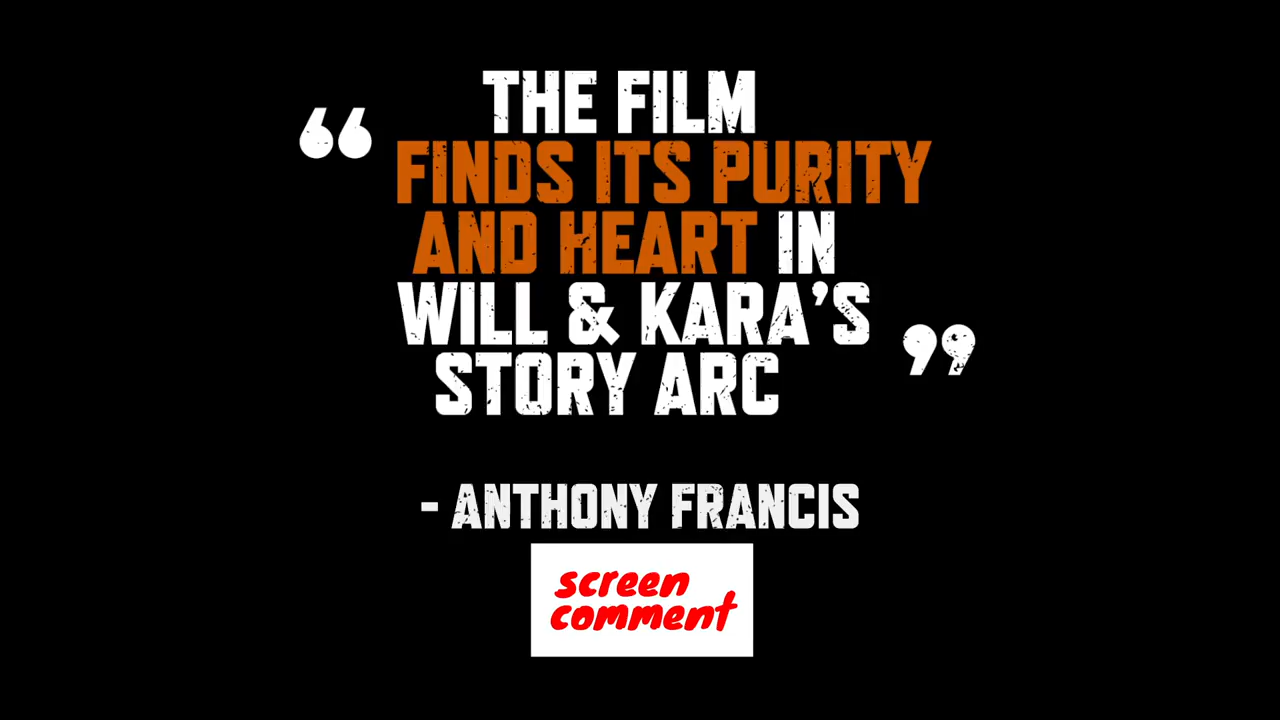 “ THE FILM
FINDS ITS PURITY
AND HEART IN
WILL & KARA’S
STORY ARC ”
- ANTHONY FRANCIS
screen
comment